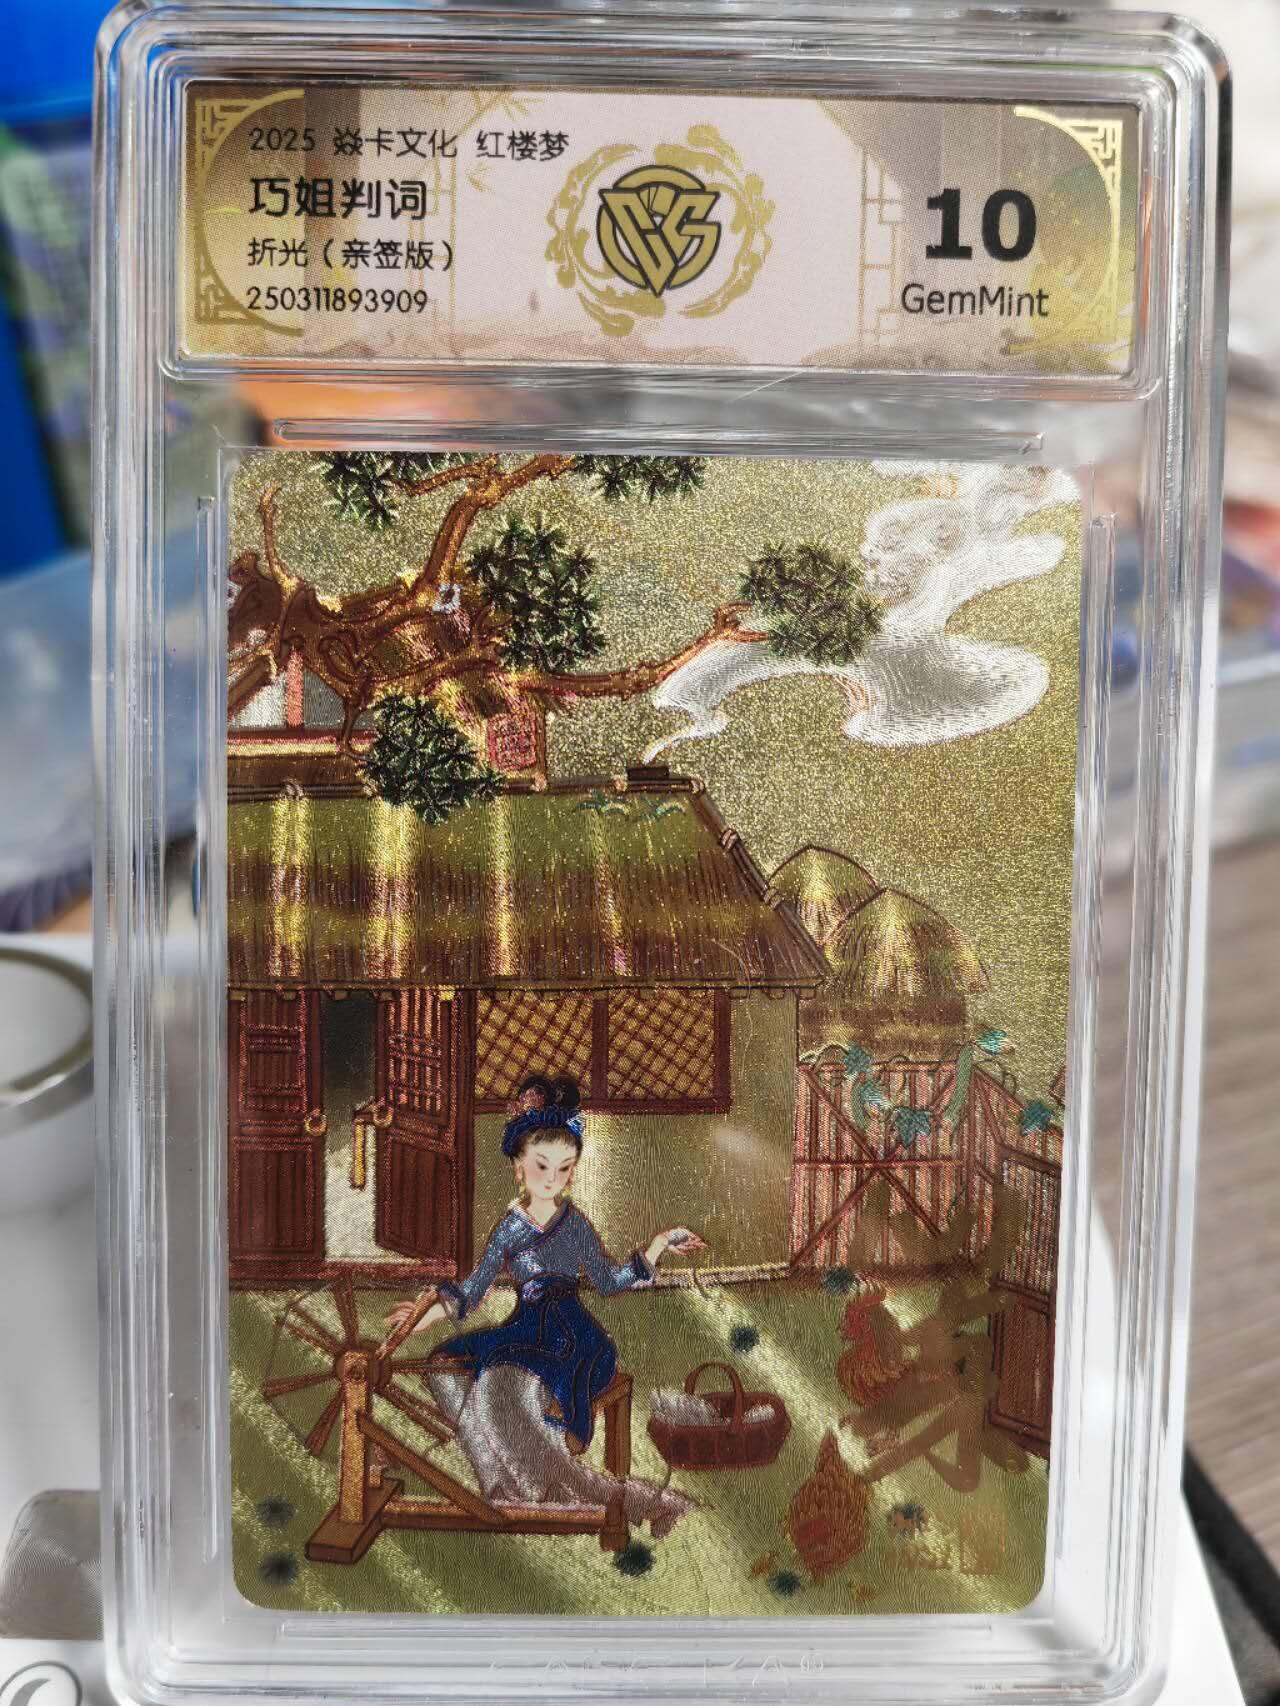 2025 焱卡文化 红楼梦
巧姐判词
折光（亲签版）
250311893909
CCS
10
GemMint